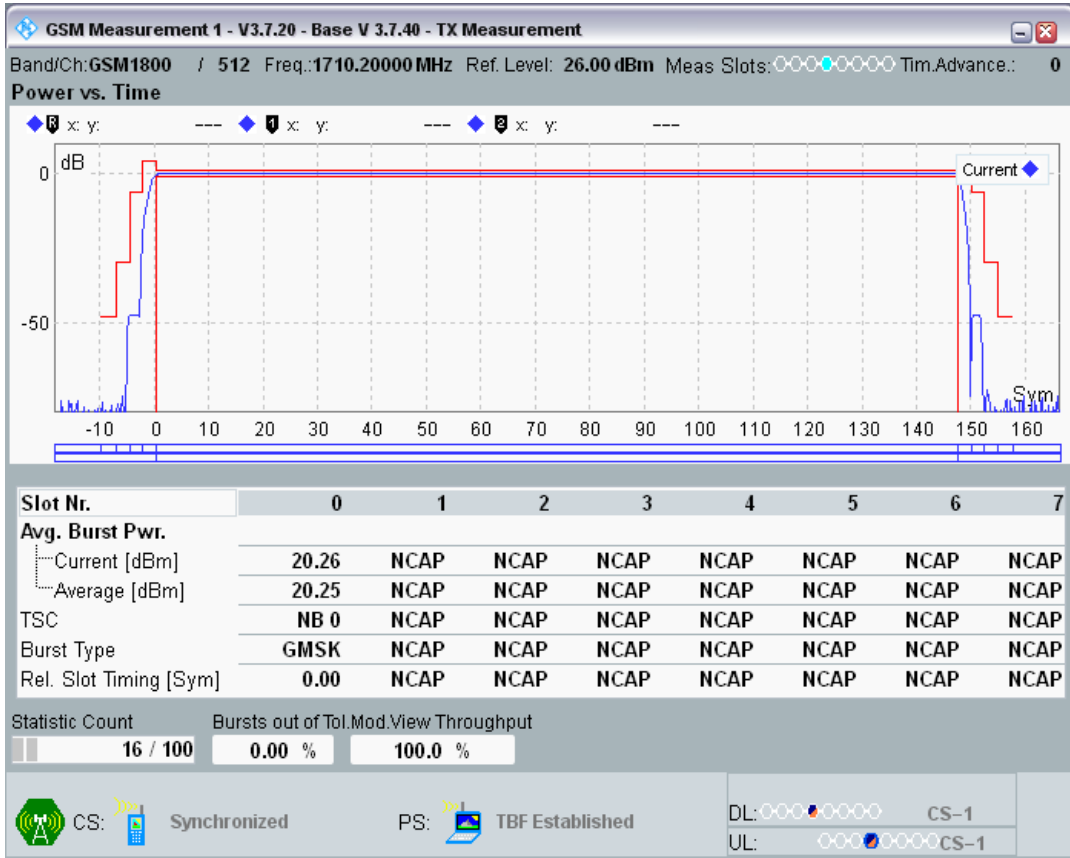 GSM Measurement 1 - V3.7.20 - Base V 3.7.40 - TX Measurement
Band/Ch:GSM1800 / 512 Freq.:1710.20000 MHz Ref. Level: 26.00 dBm Meas Slots: Tim.Advance.: 0
Power vs. Time
R x: y: --- 1 x: y: --- 2 x: y: ---
dB
0
Current
-50
Sym
-10 0 10 20 30 40 50 60 70 80 90 100 110 120 130 140 150 160
Slot Nr. 0 1 2 3 4 5 6 7
Avg. Burst Pwr.
Current [dBm] 20.26 NCAP NCAP NCAP NCAP NCAP NCAP NCAP
Average [dBm] 20.25 NCAP NCAP NCAP NCAP NCAP NCAP NCAP
TSC NB 0 NCAP NCAP NCAP NCAP NCAP NCAP NCAP
Burst Type GMSK NCAP NCAP NCAP NCAP NCAP NCAP NCAP
Rel. Slot Timing [Sym] 0.00 NCAP NCAP NCAP NCAP NCAP NCAP NCAP
Statistic Count Bursts out of Tol.Mod.View Throughput
16 / 100 0.00 % 100.0 %
CS: Synchronized PS: TBF Established DL: CS-1
UL: CS-1